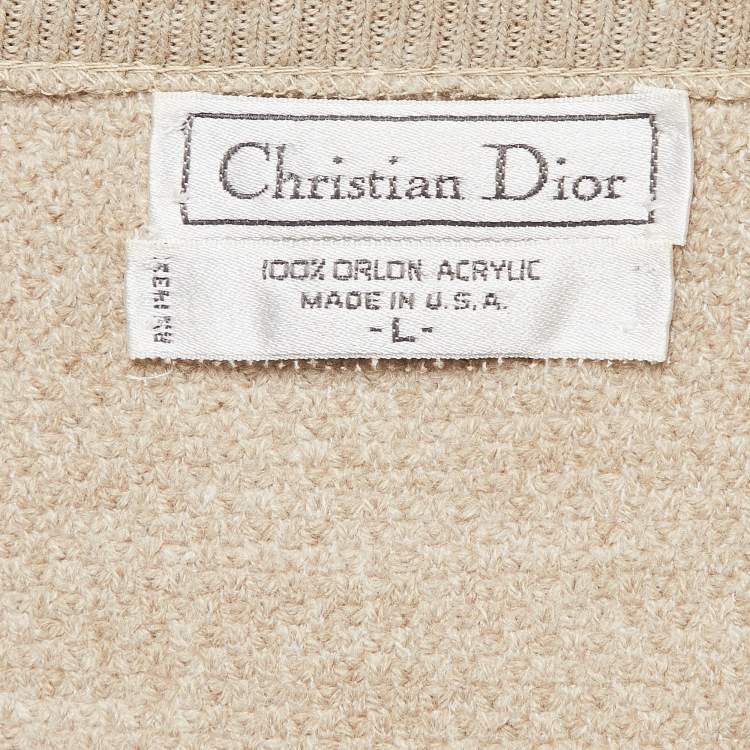 Christian Dior
100% ORLON ACRYLIC
MADE IN U.S.A.
-L-